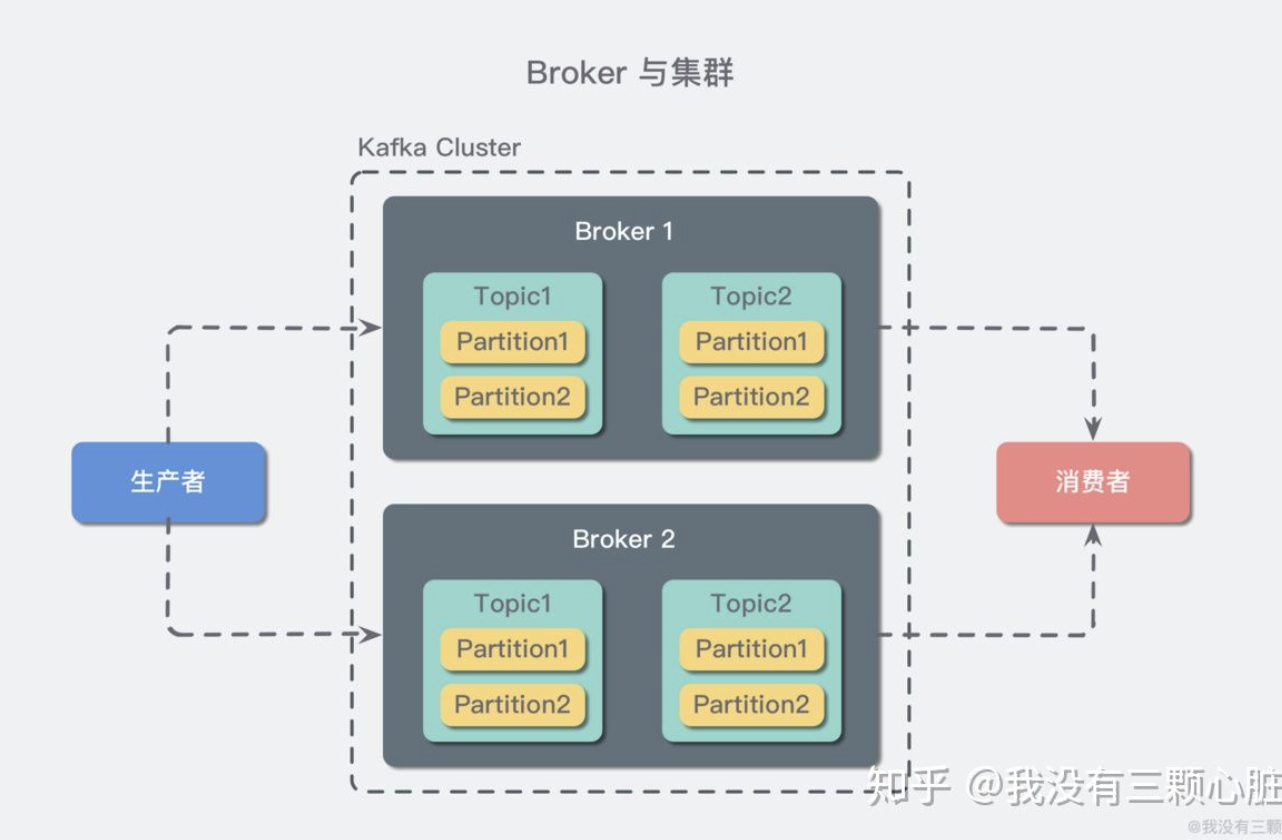 Broker 与集群
Kafka Cluster
Broker 1
Topic1
Partition1
Partition2
Topic2
Partition1
Partition2
生产者
消费者
Broker 2
Topic1
Partition1
Partition2
Topic2
Partition1
Partition2
知乎 @我没有三颗心脏
@我没有三颗